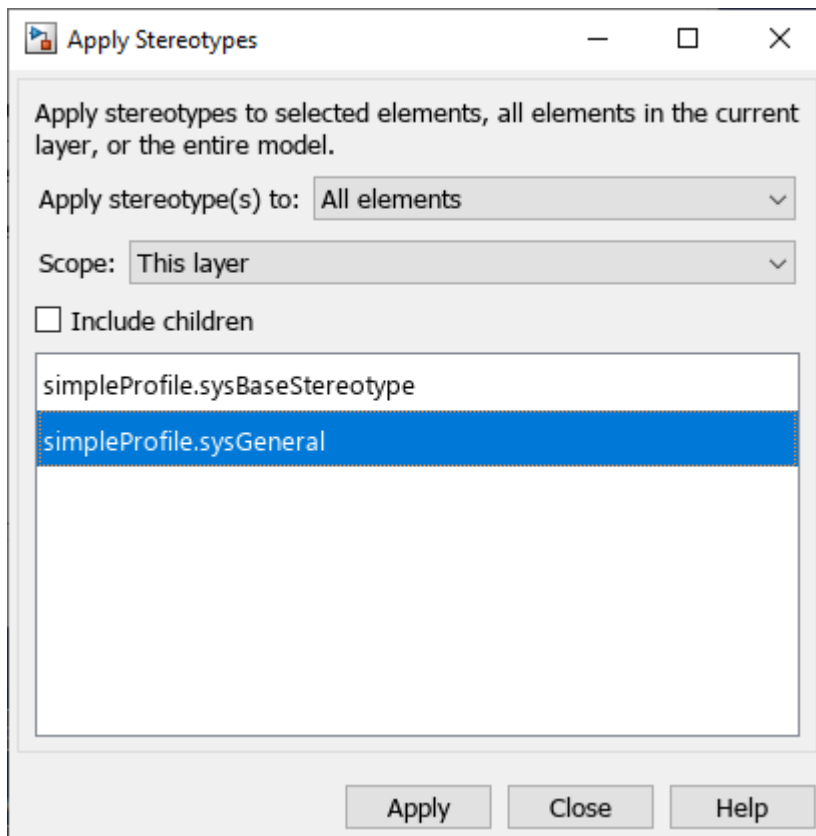 Apply Stereotypes
Apply stereotypes to selected elements, all elements in the current
layer, or the entire model.
Apply stereotype(s) to: All elements
Scope: This layer
Include children
simpleProfile.sysBaseStereotype
simpleProfile.sysGeneral
Apply Close Help